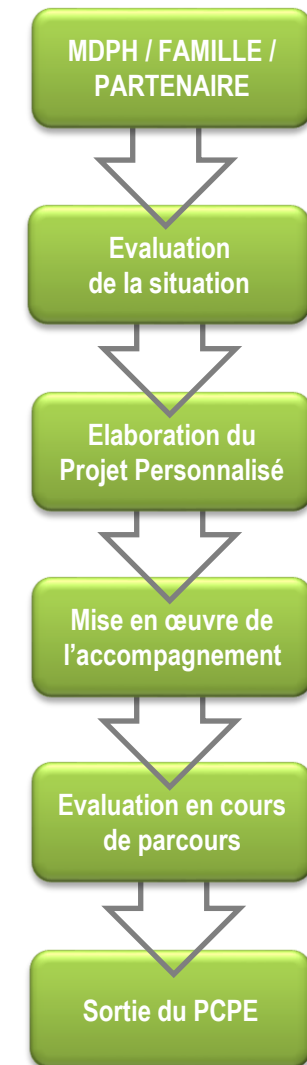 MDPH / FAMILLE /
PARTENAIRE
Evaluation
de la situation
Elaboration du
Projet Personnalisé
Mise en œuvre de
l’accompagnement
Evaluation en cours
de parcours
Sortie du PCPE